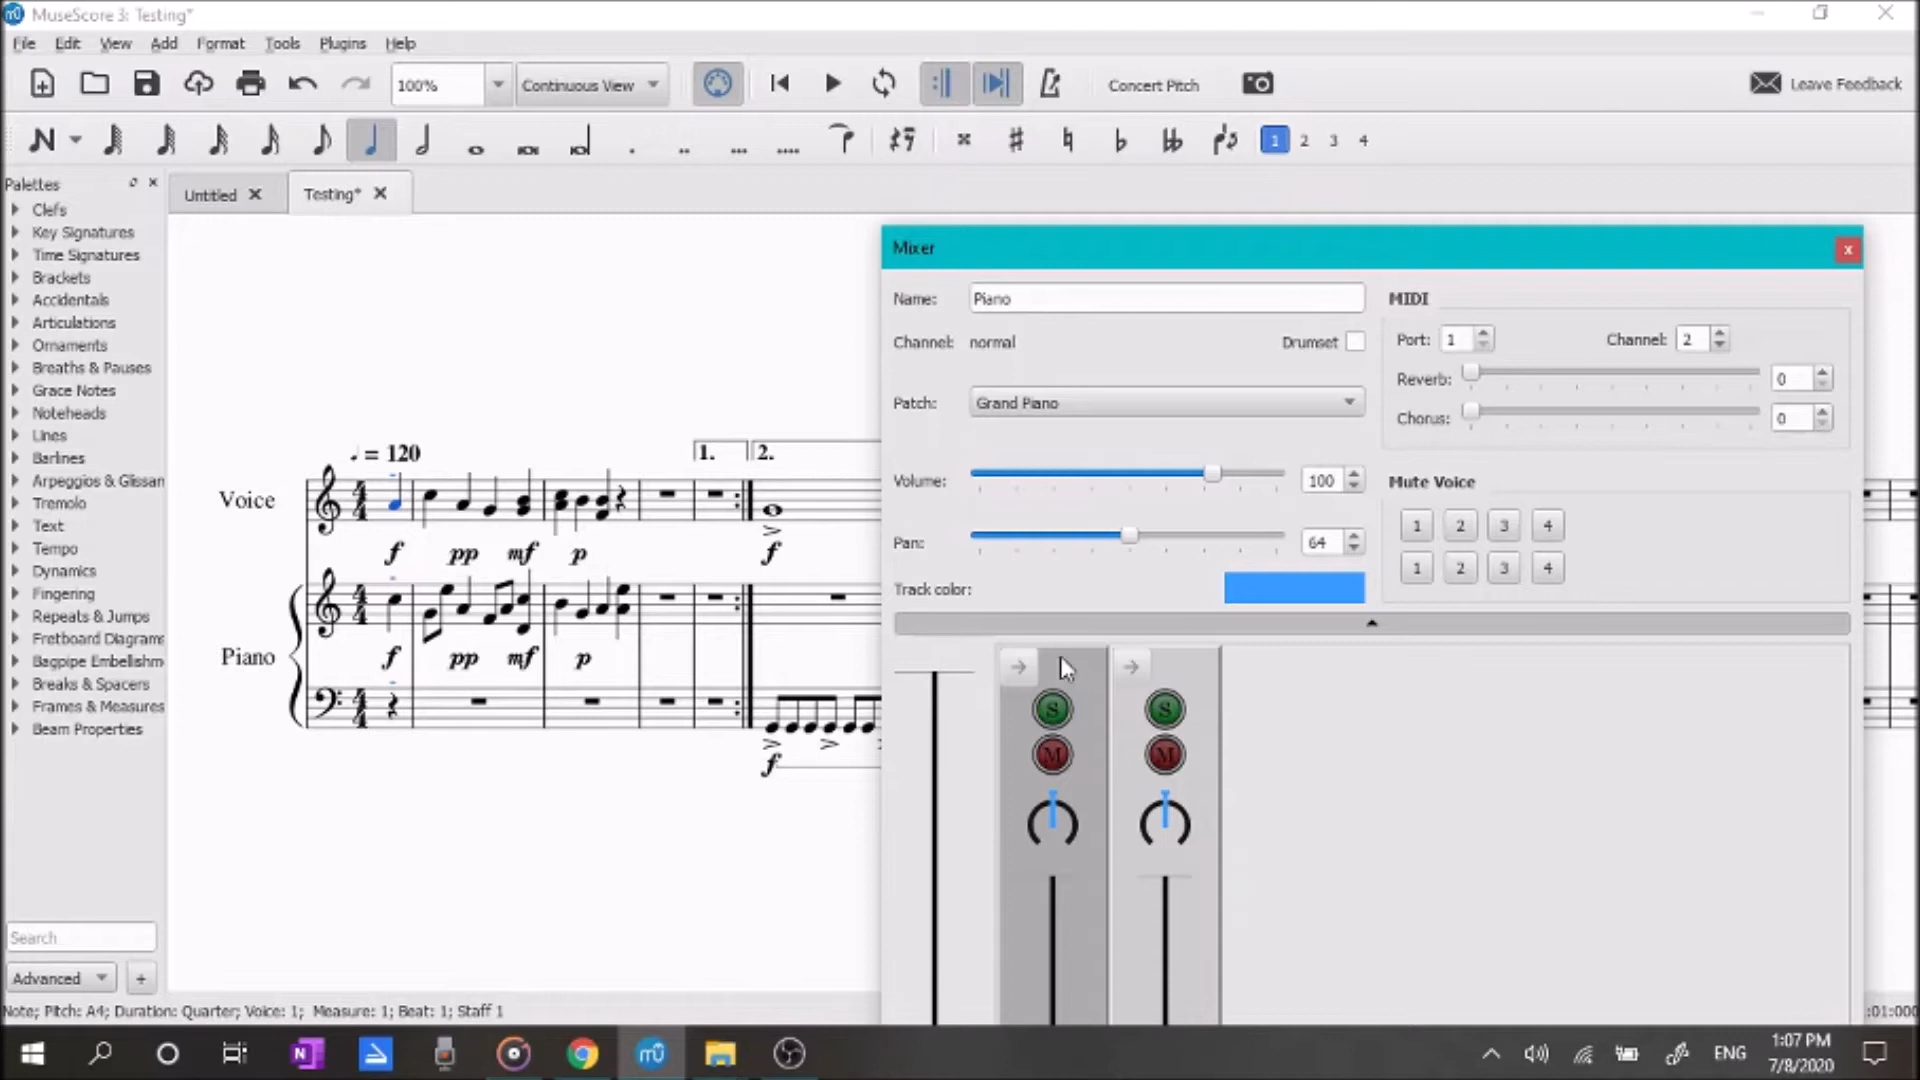 MuseScore 3: Testing*
File Edit View Add Format Tools Plugins Help
100% Continuous View Concert Pitch Leave Feedback
1 2 3 4
Palettes
Untitled Testing*
Clefs
Key Signatures
Time Signatures
Brackets
Accidentals
Articulations
Ornaments
Breaths & Pauses
Grace Notes
Noteheads
Lines
Barlines
Arpeggios & Glissan
Tremolo
Text
Tempo
Dynamics
Fingering
Repeats & Jumps
Fretboard Diagrams
Bagpipe Embellishm
Breaks & Spacers
Frames & Measures
Beam Properties
Search
Advanced +
= 120
1. 2.
Voice
f pp mf p f
Piano
f pp mf p
f
Mixer
Name: Piano
Channel: normal Drumset
Patch: Grand Piano
Volume: 100
Pan: 64
Track color:
MIDI
Port: 1 Channel: 2
Reverb: 0
Chorus: 0
Mute Voice
1 2 3 4
1 2 3 4
S S
M M
Note; Pitch: A4; Duration: Quarter; Voice: 1; Measure: 1; Beat: 1; Staff 1
:01:000
ENG
1:07 PM
7/8/2020